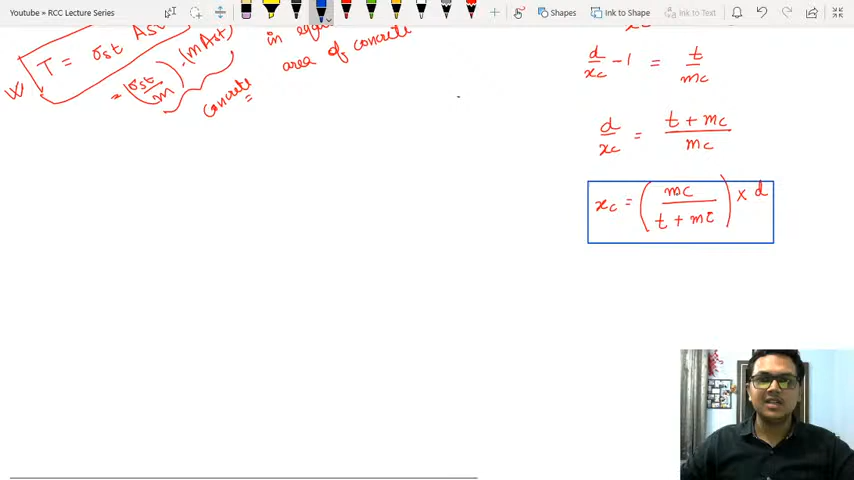 Youtube » RCC Lecture Series
Shapes
Ink to Shape
Ink to Text
T = σst Ast
= (σst/m) · (m Ast)
concrete
in equi
area of concrete
d/xc - 1 = t/mc
d/xc = (t + mc)/mc
xc = (mc/(t + mc)) × d